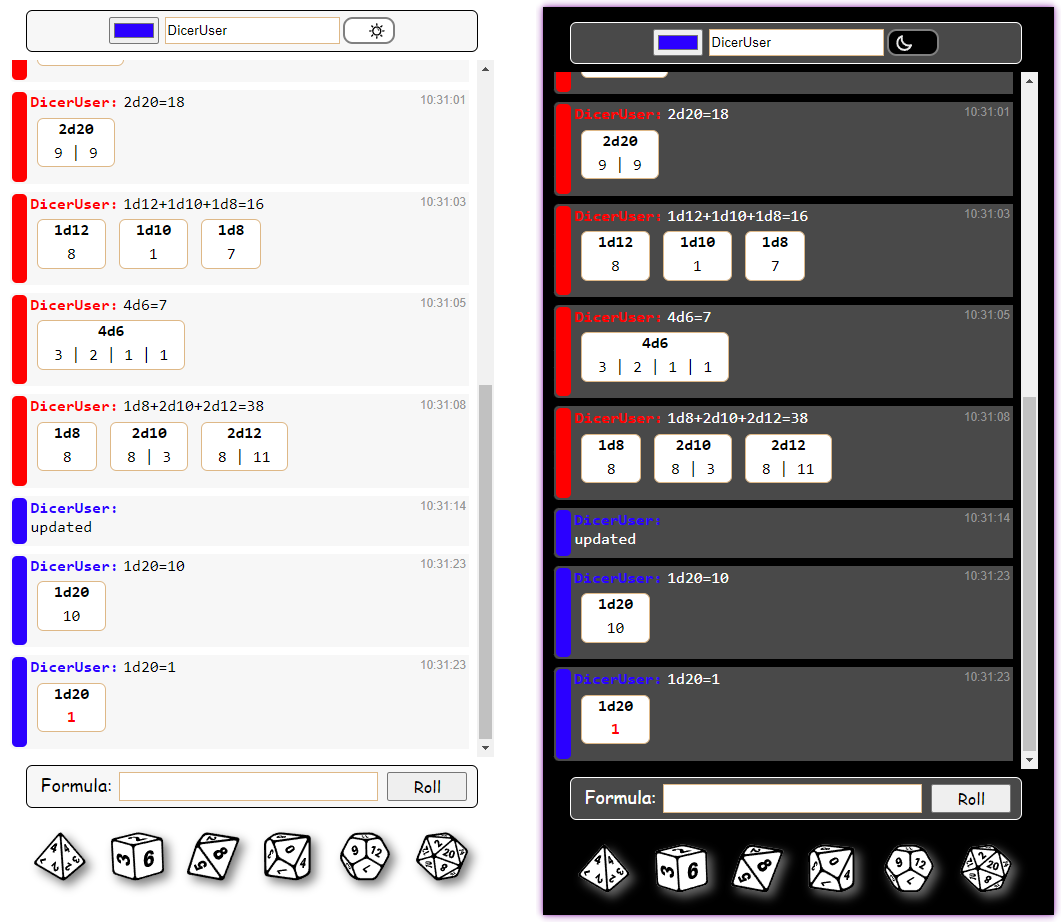 DicerUser
DicerUser: 2d20=18 10:31:01
2d20
9 | 9
DicerUser: 1d12+1d10+1d8=16 10:31:03
1d12 1d10 1d8
8 1 7
DicerUser: 4d6=7 10:31:05
4d6
3 | 2 | 1 | 1
DicerUser: 1d8+2d10+2d12=38 10:31:08
1d8 2d10 2d12
8 8 | 3 8 | 11
DicerUser: 10:31:14
updated
DicerUser: 1d20=10 10:31:23
1d20
10
DicerUser: 1d20=1 10:31:23
1d20
1
Formula: Roll
DicerUser
DicerUser: 2d20=18 10:31:01
2d20
9 | 9
DicerUser: 1d12+1d10+1d8=16 10:31:03
1d12 1d10 1d8
8 1 7
DicerUser: 4d6=7 10:31:05
4d6
3 | 2 | 1 | 1
DicerUser: 1d8+2d10+2d12=38 10:31:08
1d8 2d10 2d12
8 8 | 3 8 | 11
DicerUser: 10:31:14
updated
DicerUser: 1d20=10 10:31:23
1d20
10
DicerUser: 1d20=1 10:31:23
1d20
1
Formula: Roll